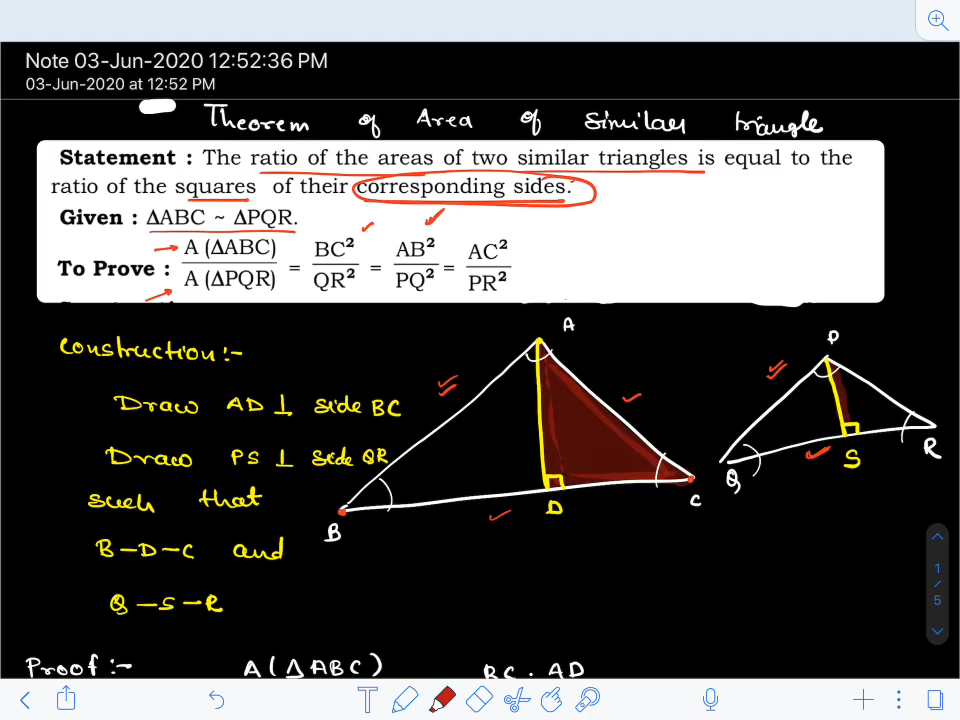 Note 03-Jun-2020 12:52:36 PM
03-Jun-2020 at 12:52 PM
Theorem of Area of Similar triangle
Statement : The ratio of the areas of two similar triangles is equal to the
ratio of the squares of their corresponding sides.
Given : ΔABC ~ ΔPQR.
To Prove : A (ΔABC) / A (ΔPQR) = BC² / QR² = AB² / PQ² = AC² / PR²
Construction :-
Draw AD ⊥ side BC
Draw PS ⊥ side QR
such that
B-D-C and
Q-S-R
A
B
D
C
P
Q
S
R
Proof :- A(ΔABC) BC . AD
1
/
5
T